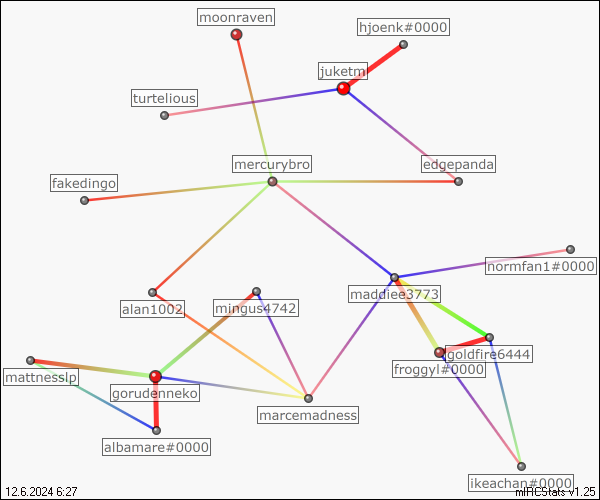 moonraven
hjoenk#0000
juketm
turtelious
mercurybro
edgepanda
fakedingo
normfan1#0000
maddiee3773
alan1002
mingus4742
goldfire6444
froggyl#0000
mattnesslp
gorudenneko
marcemadness
albamare#0000
ikeachan#0000
12.6.2024 6:27
mIRCStats v1.25